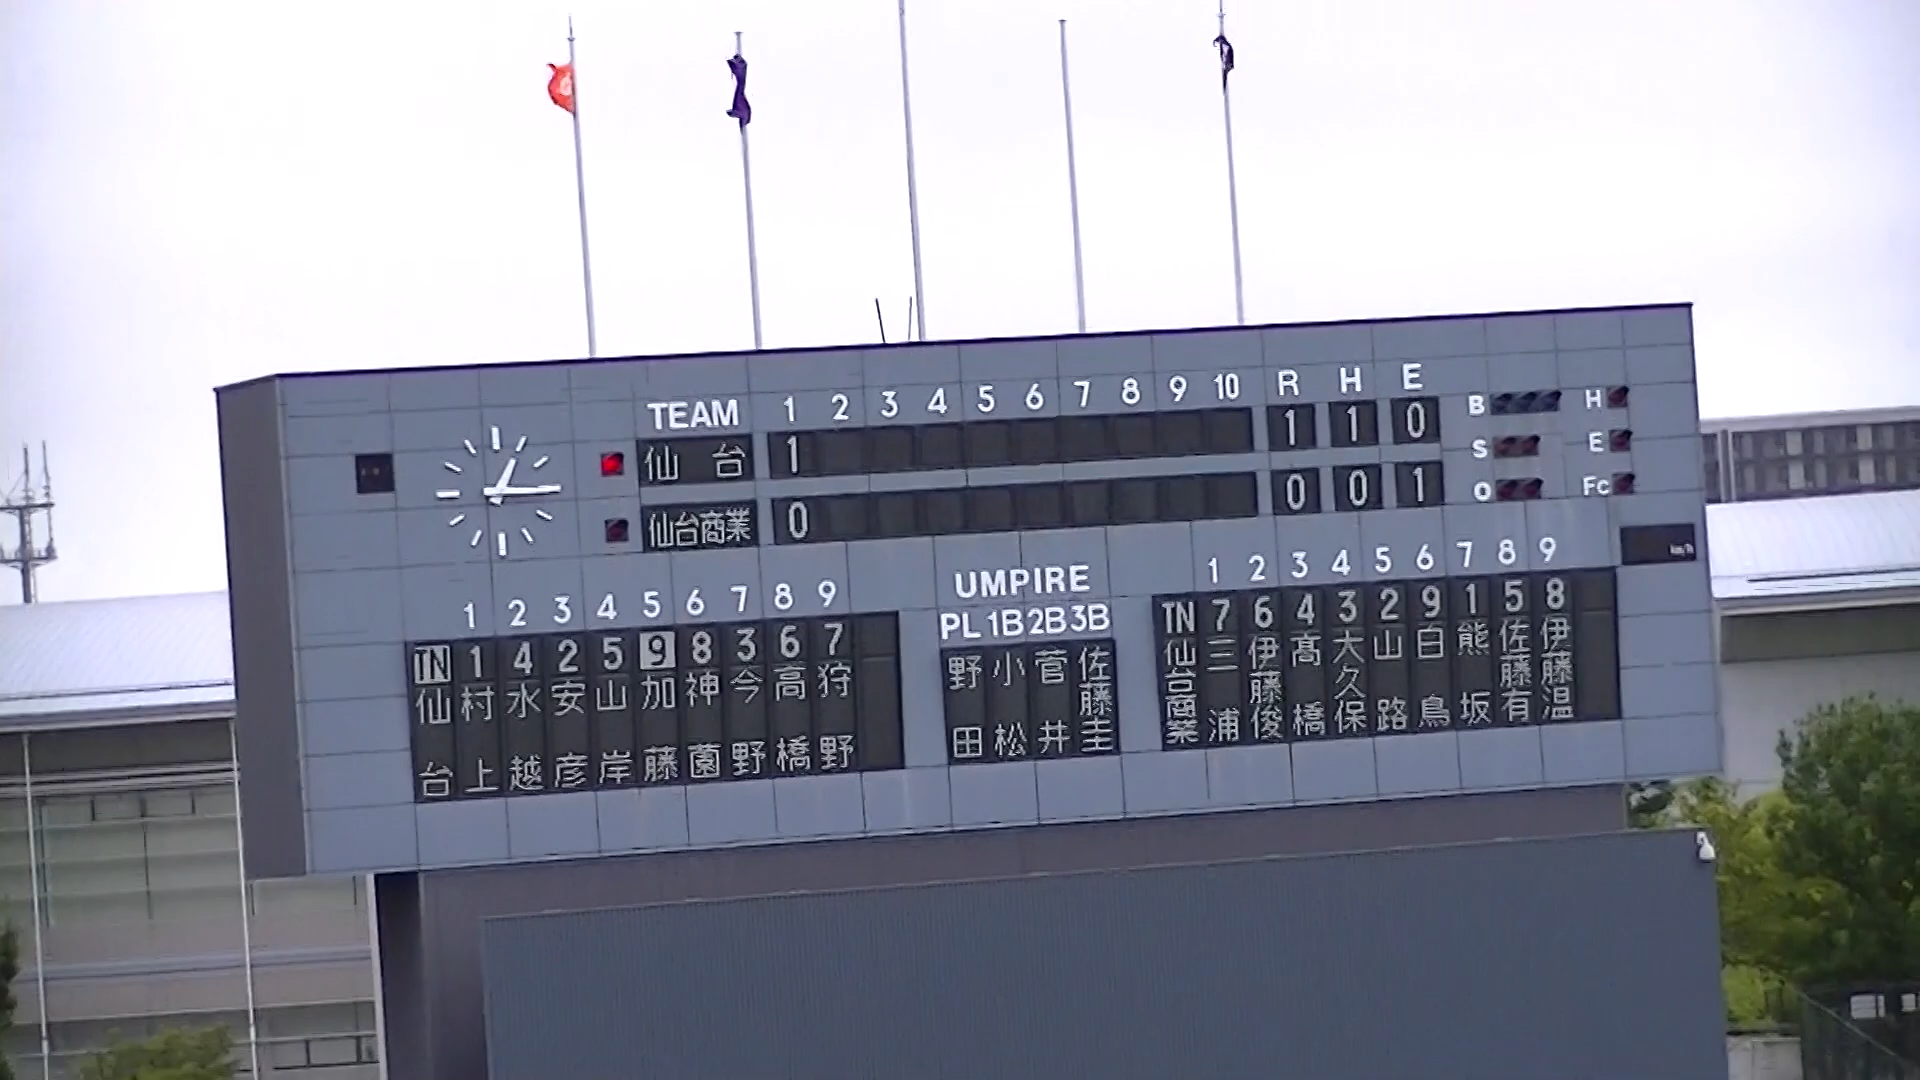 TEAM 1 2 3 4 5 6 7 8 9 10 R H E
仙台 1 1 1 0
仙台商業 0 0 0 1
B H
S E
O Fc
1 2 3 4 5 6 7 8 9
IN 1 4 2 5 9 8 3 6 7
仙台
村上
水越
安彦
山岸
加藤
神薗
今野
高橋
狩野
UMPIRE
PL 1B 2B 3B
野田
小松
菅井
佐藤圭
1 2 3 4 5 6 7 8 9
IN 7 6 4 3 2 9 1 5 8
仙台商業
三浦
伊藤俊
髙橋
大久保
山路
白鳥
熊坂
佐藤有
伊藤温
km/h